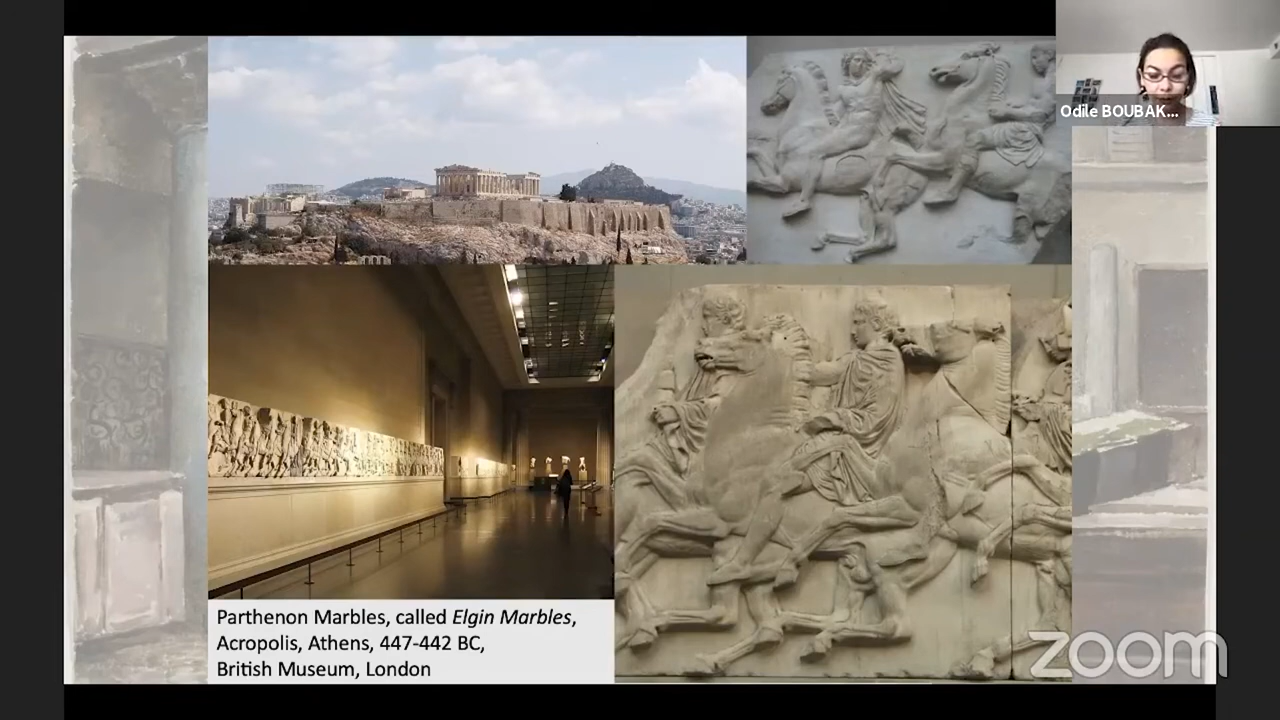 Odile BOUBAK...
Parthenon Marbles, called Elgin Marbles,
Acropolis, Athens, 447-442 BC,
British Museum, London
zoom